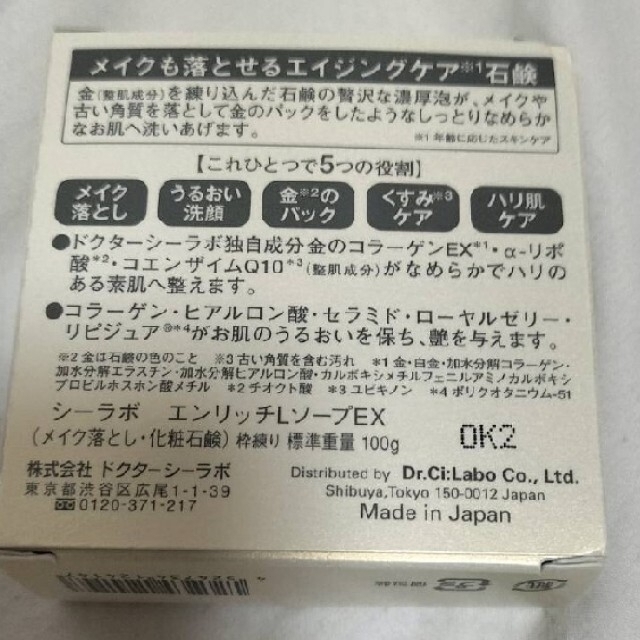 メイクも落とせるエイジングケア※1石鹸
金(整肌成分)を練り込んだ石鹸の贅沢な濃厚泡が、メイクや
古い角質を落として金のパックをしたようなしっとりなめらか
なお肌へ洗いあげます。
※1 年齢に応じたスキンケア
【これひとつで5つの役割】
メイク
落とし
うるおい
洗顔
金※2の
パック
くすみ※3
ケア
ハリ肌
ケア
●ドクターシーラボ独自成分金のコラーゲンEX*1・α-リポ
酸*2・コエンザイムQ10*3(整肌成分)がなめらかでハリの
ある素肌へ整えます。
●コラーゲン・ヒアルロン酸・セラミド・ローヤルゼリー・
リピジュア®*4がお肌のうるおいを保ち、艶を与えます。
※2 金は石鹸の色のこと ※3 古い角質を含む汚れ *1 金・白金・加水分解コラーゲン・
加水分解エラスチン・加水分解ヒアルロン酸・カルボキシメチルフェニルアミノカルボキシ
プロピルホスホン酸メチル *2 チオクト酸 *3 ユビキノン *4 ポリクオタニウム-51
シーラボ エンリッチLソープEX
(メイク落とし・化粧石鹸) 枠練り 標準重量 100g
OK2
株式会社 ドクターシーラボ
東京都渋谷区広尾1-1-39
0120-371-217
Distributed by Dr.Ci:Labo Co., Ltd.
Shibuya,Tokyo 150-0012 Japan
Made in Japan